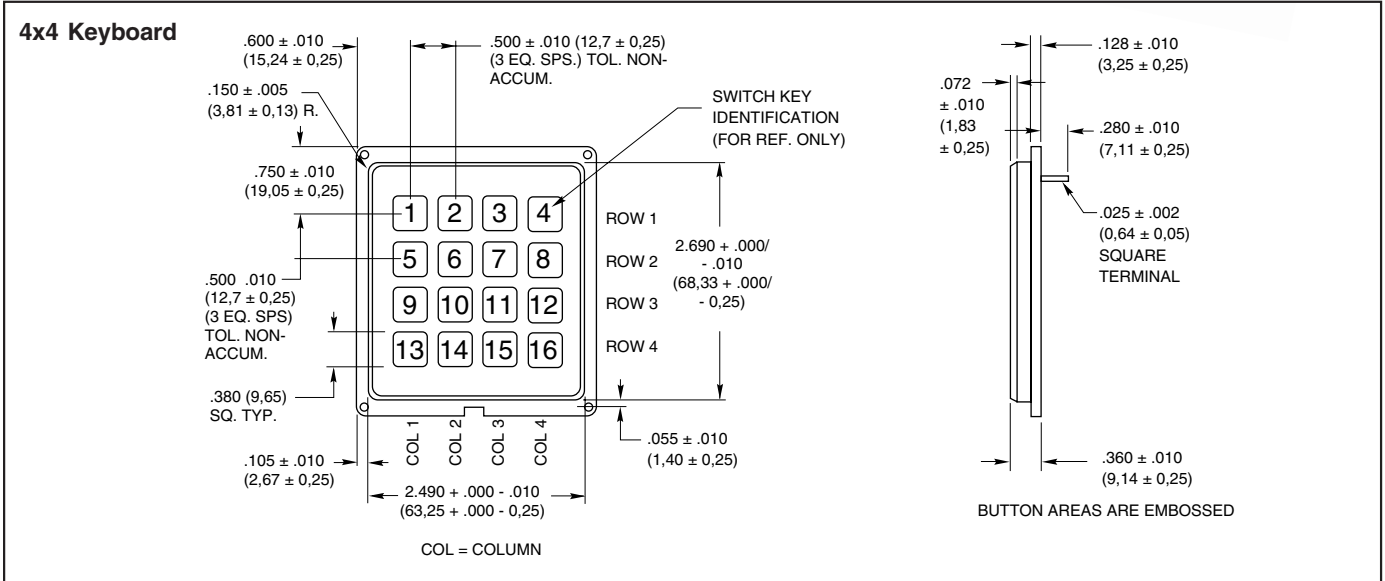 4x4 Keyboard
.600 ± .010
(15,24 ± 0,25)
.500 ± .010 (12,7 ± 0,25)
(3 EQ. SPS.) TOL. NON-
ACCUM.
.150 ± .005
(3,81 ± 0,13) R.
SWITCH KEY
IDENTIFICATION
(FOR REF. ONLY)
.750 ± .010
(19,05 ± 0,25)
1 2 3 4
ROW 1
5 6 7 8
ROW 2
9 10 11 12
ROW 3
13 14 15 16
ROW 4
.500 .010
(12,7 ± 0,25)
(3 EQ. SPS)
TOL. NON-
ACCUM.
.380 (9,65)
SQ. TYP.
2.690 + .000/
- .010
(68,33 + .000/
- 0,25)
COL 1
COL 2
COL 3
COL 4
.105 ± .010
(2,67 ± 0,25)
.055 ± .010
(1,40 ± 0,25)
2.490 + .000 - .010
(63,25 + .000 - 0,25)
COL = COLUMN
.128 ± .010
(3,25 ± 0,25)
.072
± .010
(1,83
± 0,25)
.280 ± .010
(7,11 ± 0,25)
.025 ± .002
(0,64 ± 0,05)
SQUARE
TERMINAL
.360 ± .010
(9,14 ± 0,25)
BUTTON AREAS ARE EMBOSSED